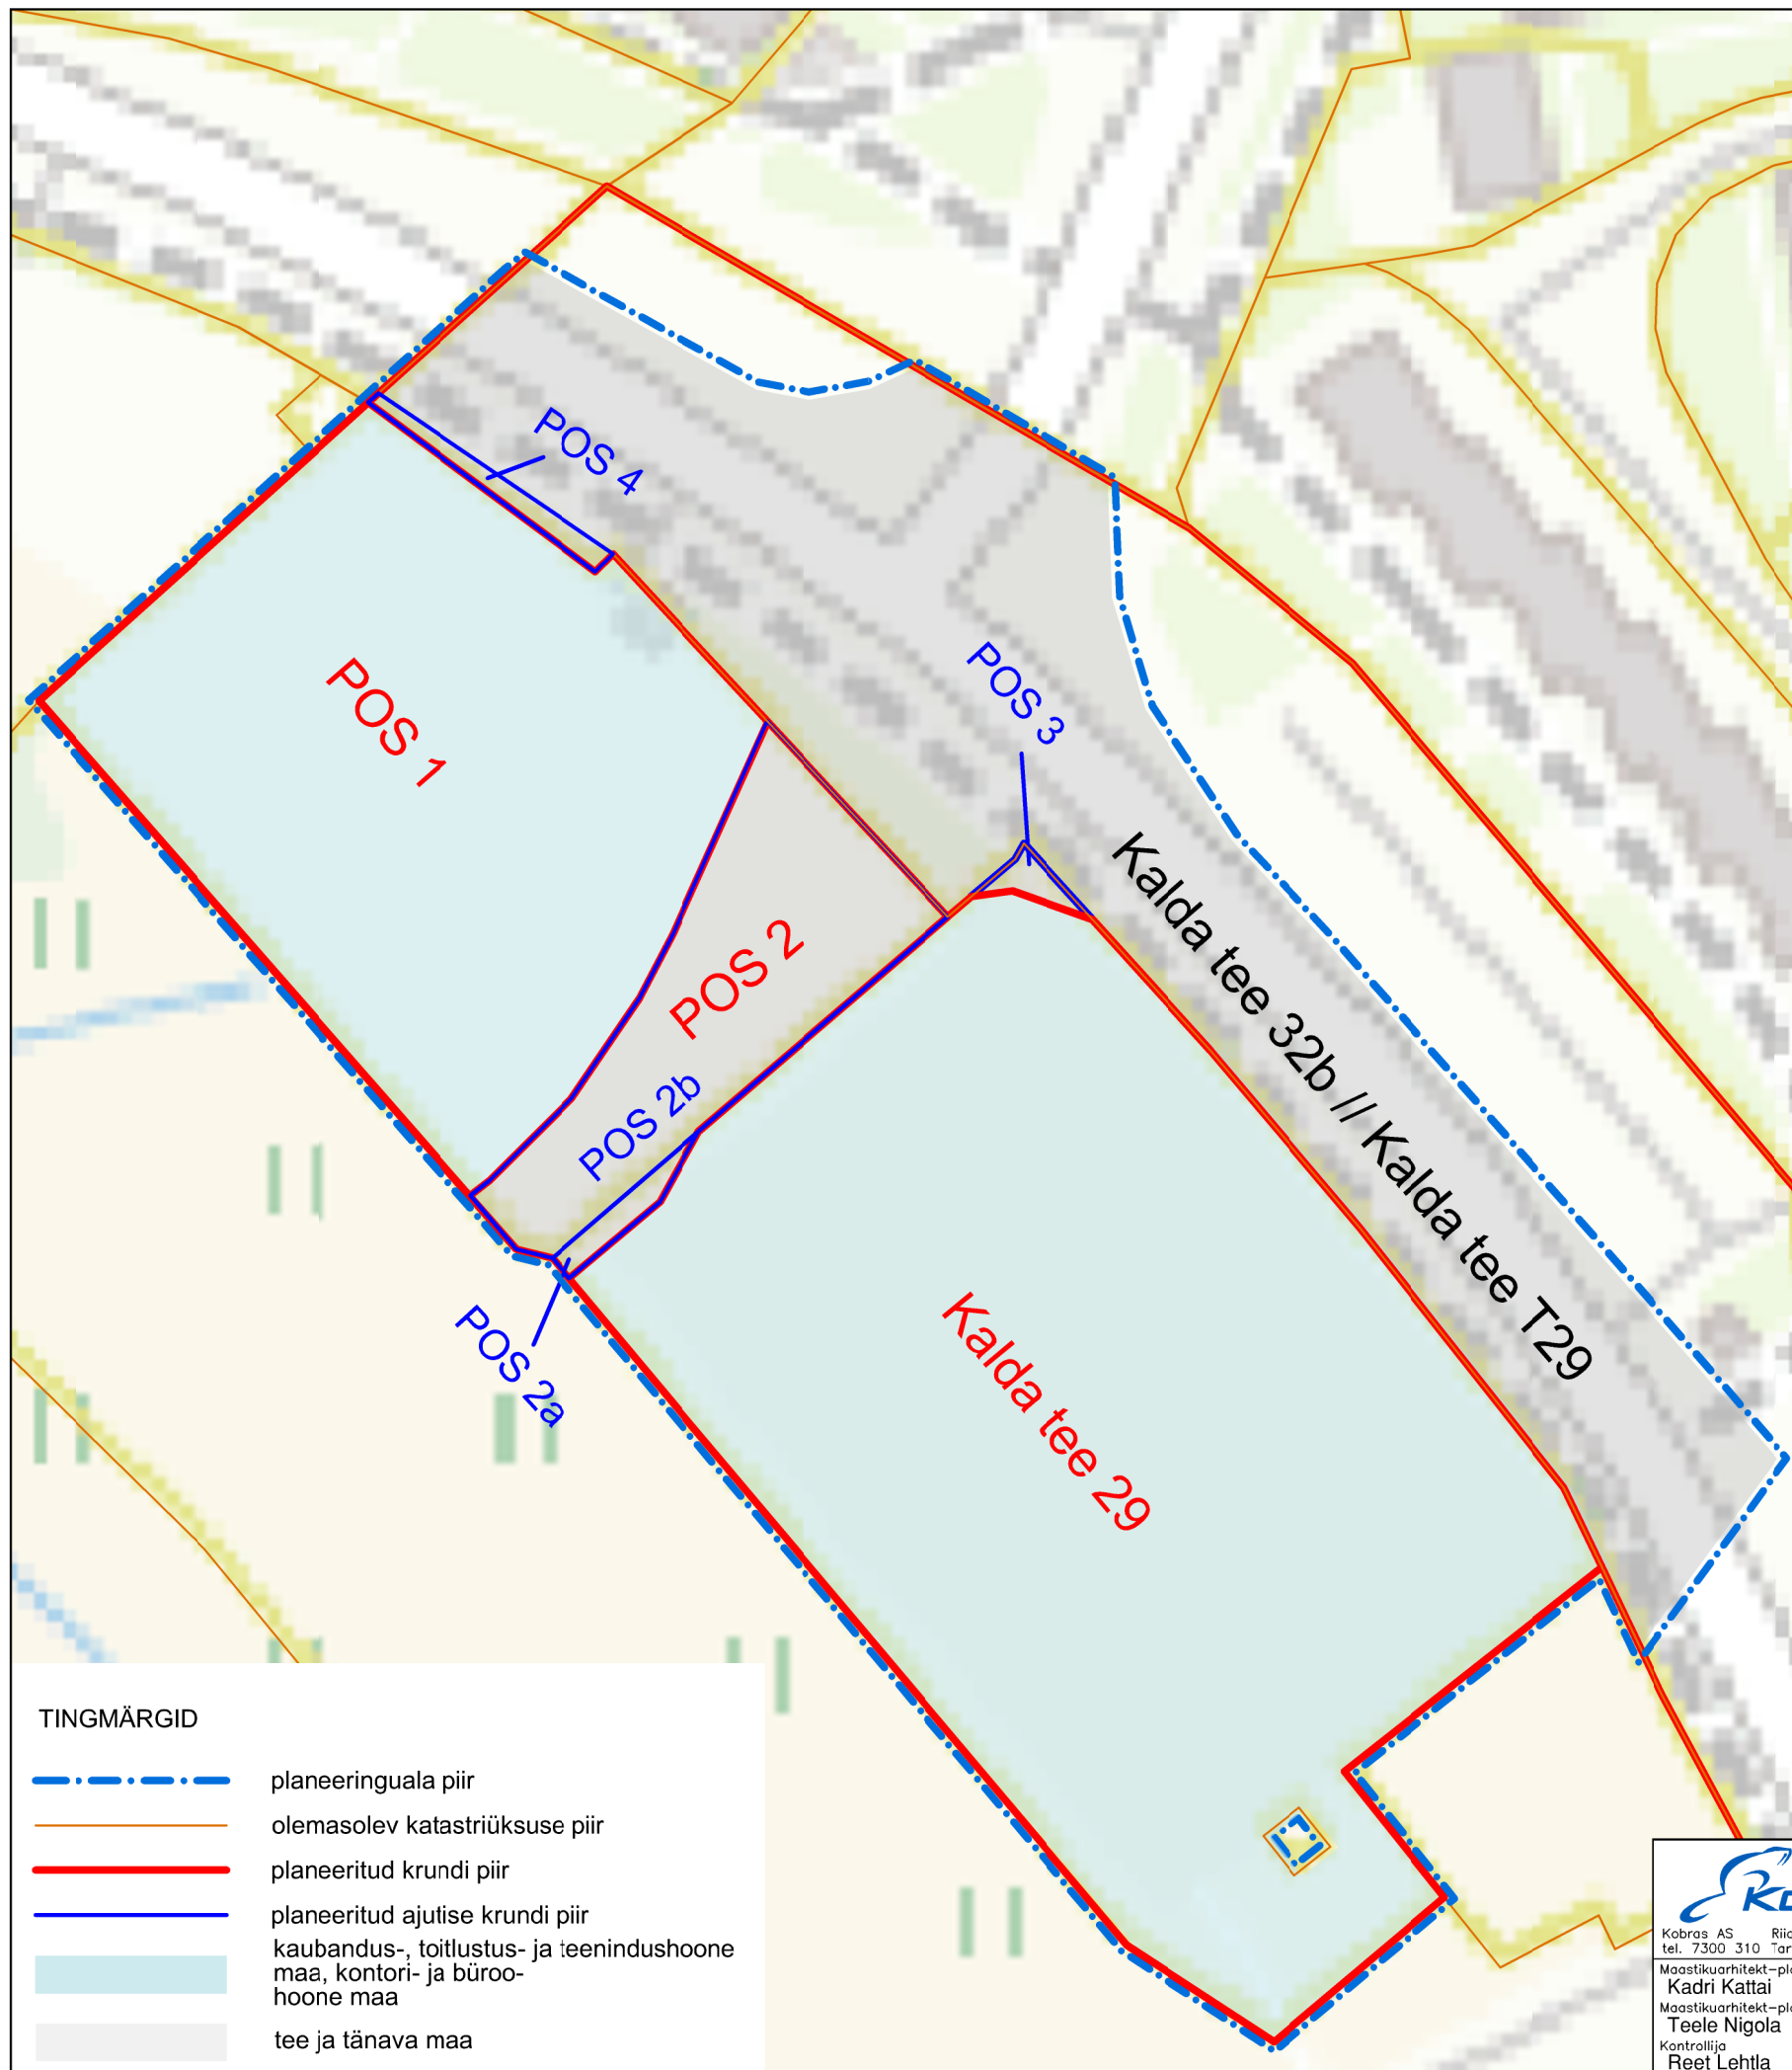 POS 4
POS 1
POS 3
POS 2
POS 2b
POS 2a
Kalda tee 32b // Kalda tee T29
Kalda tee 29
TINGMÄRGID
planeeringuala piir
olemasolev katastriüksuse piir
planeeritud krundi piir
planeeritud ajutise krundi piir
kaubandus-, toitlustus- ja teenindushoone
maa, kontori- ja büroo-
hoone maa
tee ja tänava maa
Kobras AS
tel. 7300 310
Kadri Kattai
Teele Nigola
Kontrollija
Reet Lehtla